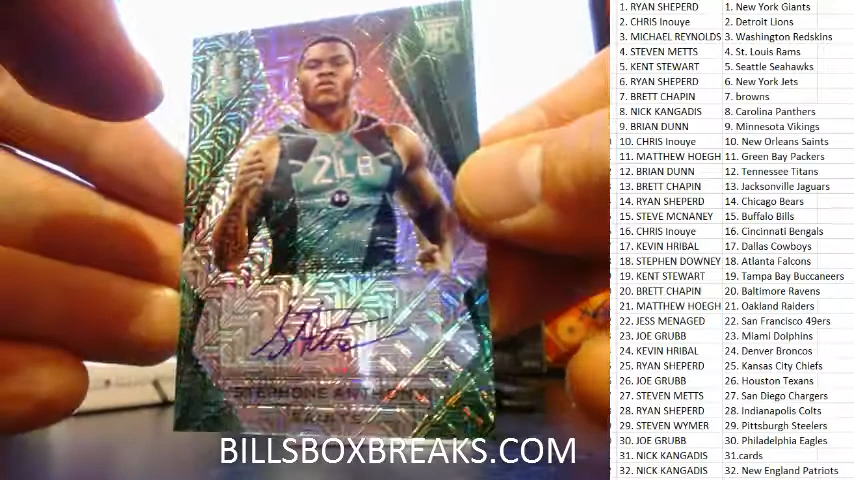 RC
2LB
STEPHONE ANTHONY
SAINTS
BILLSBOXBREAKS.COM
1. RYAN SHEPERD 1. New York Giants
2. CHRIS Inouye 2. Detroit Lions
3. MICHAEL REYNOLDS 3. Washington Redskins
4. STEVEN METTS 4. St. Louis Rams
5. KENT STEWART 5. Seattle Seahawks
6. RYAN SHEPERD 6. New York Jets
7. BRETT CHAPIN 7. browns
8. NICK KANGADIS 8. Carolina Panthers
9. BRIAN DUNN 9. Minnesota Vikings
10. CHRIS Inouye 10. New Orleans Saints
11. MATTHEW HOEGH 11. Green Bay Packers
12. BRIAN DUNN 12. Tennessee Titans
13. BRETT CHAPIN 13. Jacksonville Jaguars
14. RYAN SHEPERD 14. Chicago Bears
15. STEVE MCNANEY 15. Buffalo Bills
16. CHRIS Inouye 16. Cincinnati Bengals
17. KEVIN HRIBAL 17. Dallas Cowboys
18. STEPHEN DOWNEY 18. Atlanta Falcons
19. KENT STEWART 19. Tampa Bay Buccaneers
20. BRETT CHAPIN 20. Baltimore Ravens
21. MATTHEW HOEGH 21. Oakland Raiders
22. JESS MENAGED 22. San Francisco 49ers
23. JOE GRUBB 23. Miami Dolphins
24. KEVIN HRIBAL 24. Denver Broncos
25. RYAN SHEPERD 25. Kansas City Chiefs
26. JOE GRUBB 26. Houston Texans
27. STEVEN METTS 27. San Diego Chargers
28. RYAN SHEPERD 28. Indianapolis Colts
29. STEVEN WYMER 29. Pittsburgh Steelers
30. JOE GRUBB 30. Philadelphia Eagles
31. NICK KANGADIS 31.cards
32. NICK KANGADIS 32. New England Patriots